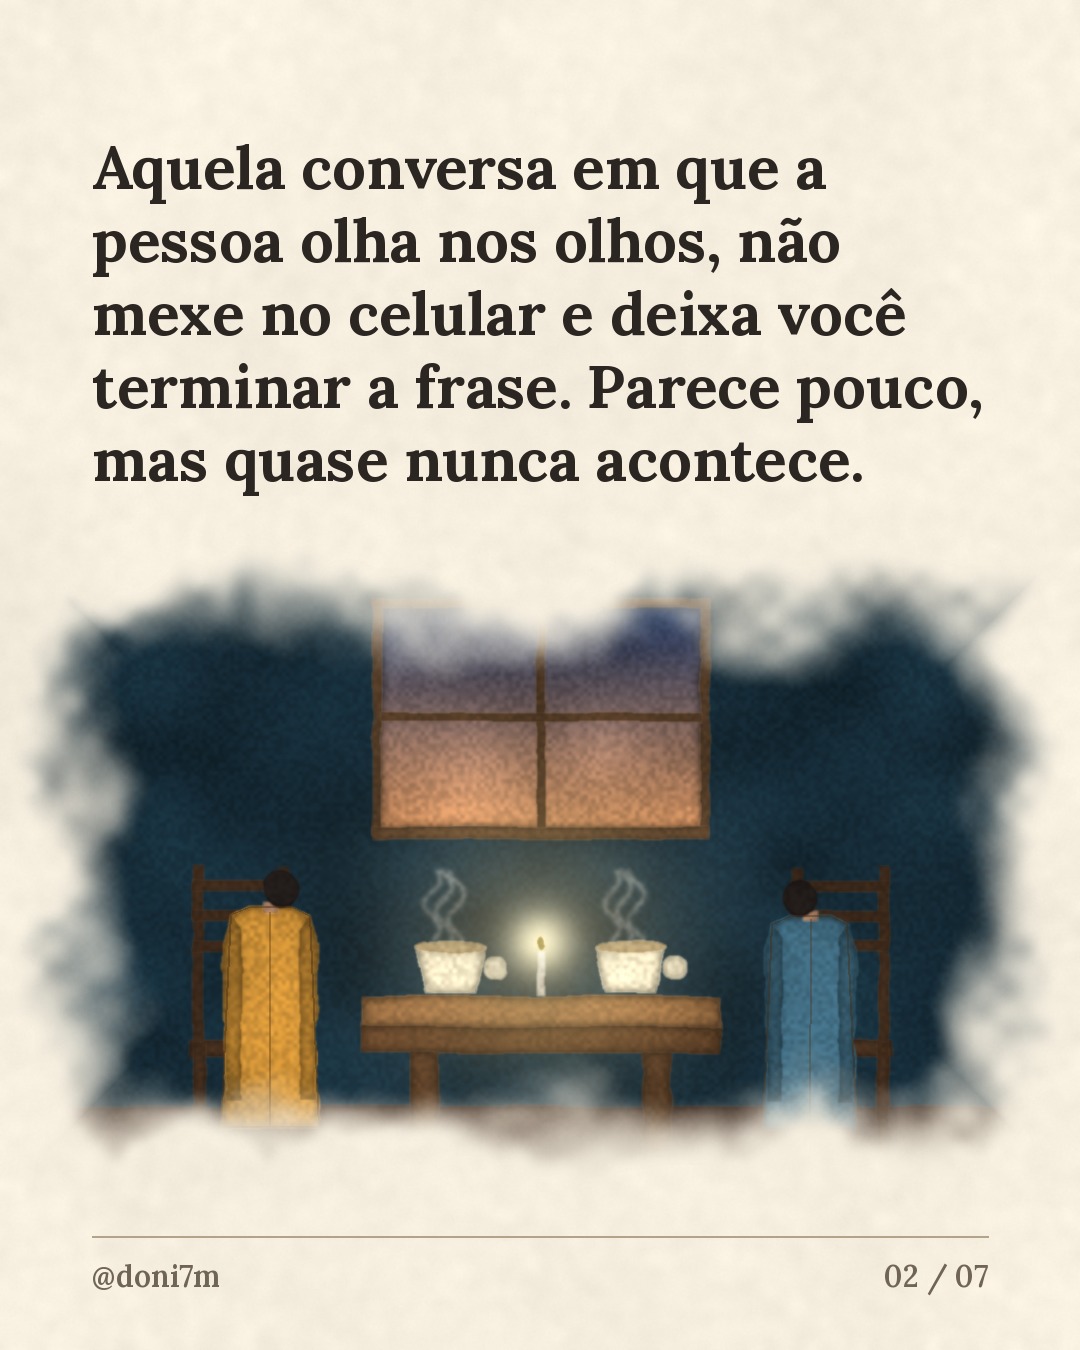 Aquela conversa em que a
pessoa olha nos olhos, não
mexe no celular e deixa você
terminar a frase. Parece pouco,
mas quase nunca acontece.
@doni7m
02 / 07